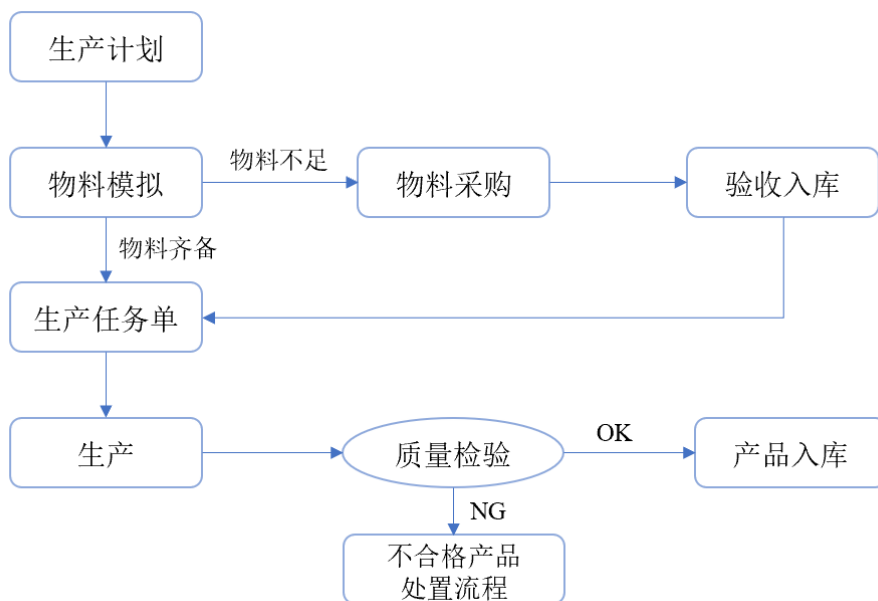 生产计划
物料模拟
物料不足
物料采购
验收入库
物料齐备
生产任务单
生产
质量检验
OK
产品入库
NG
不合格产品
处置流程